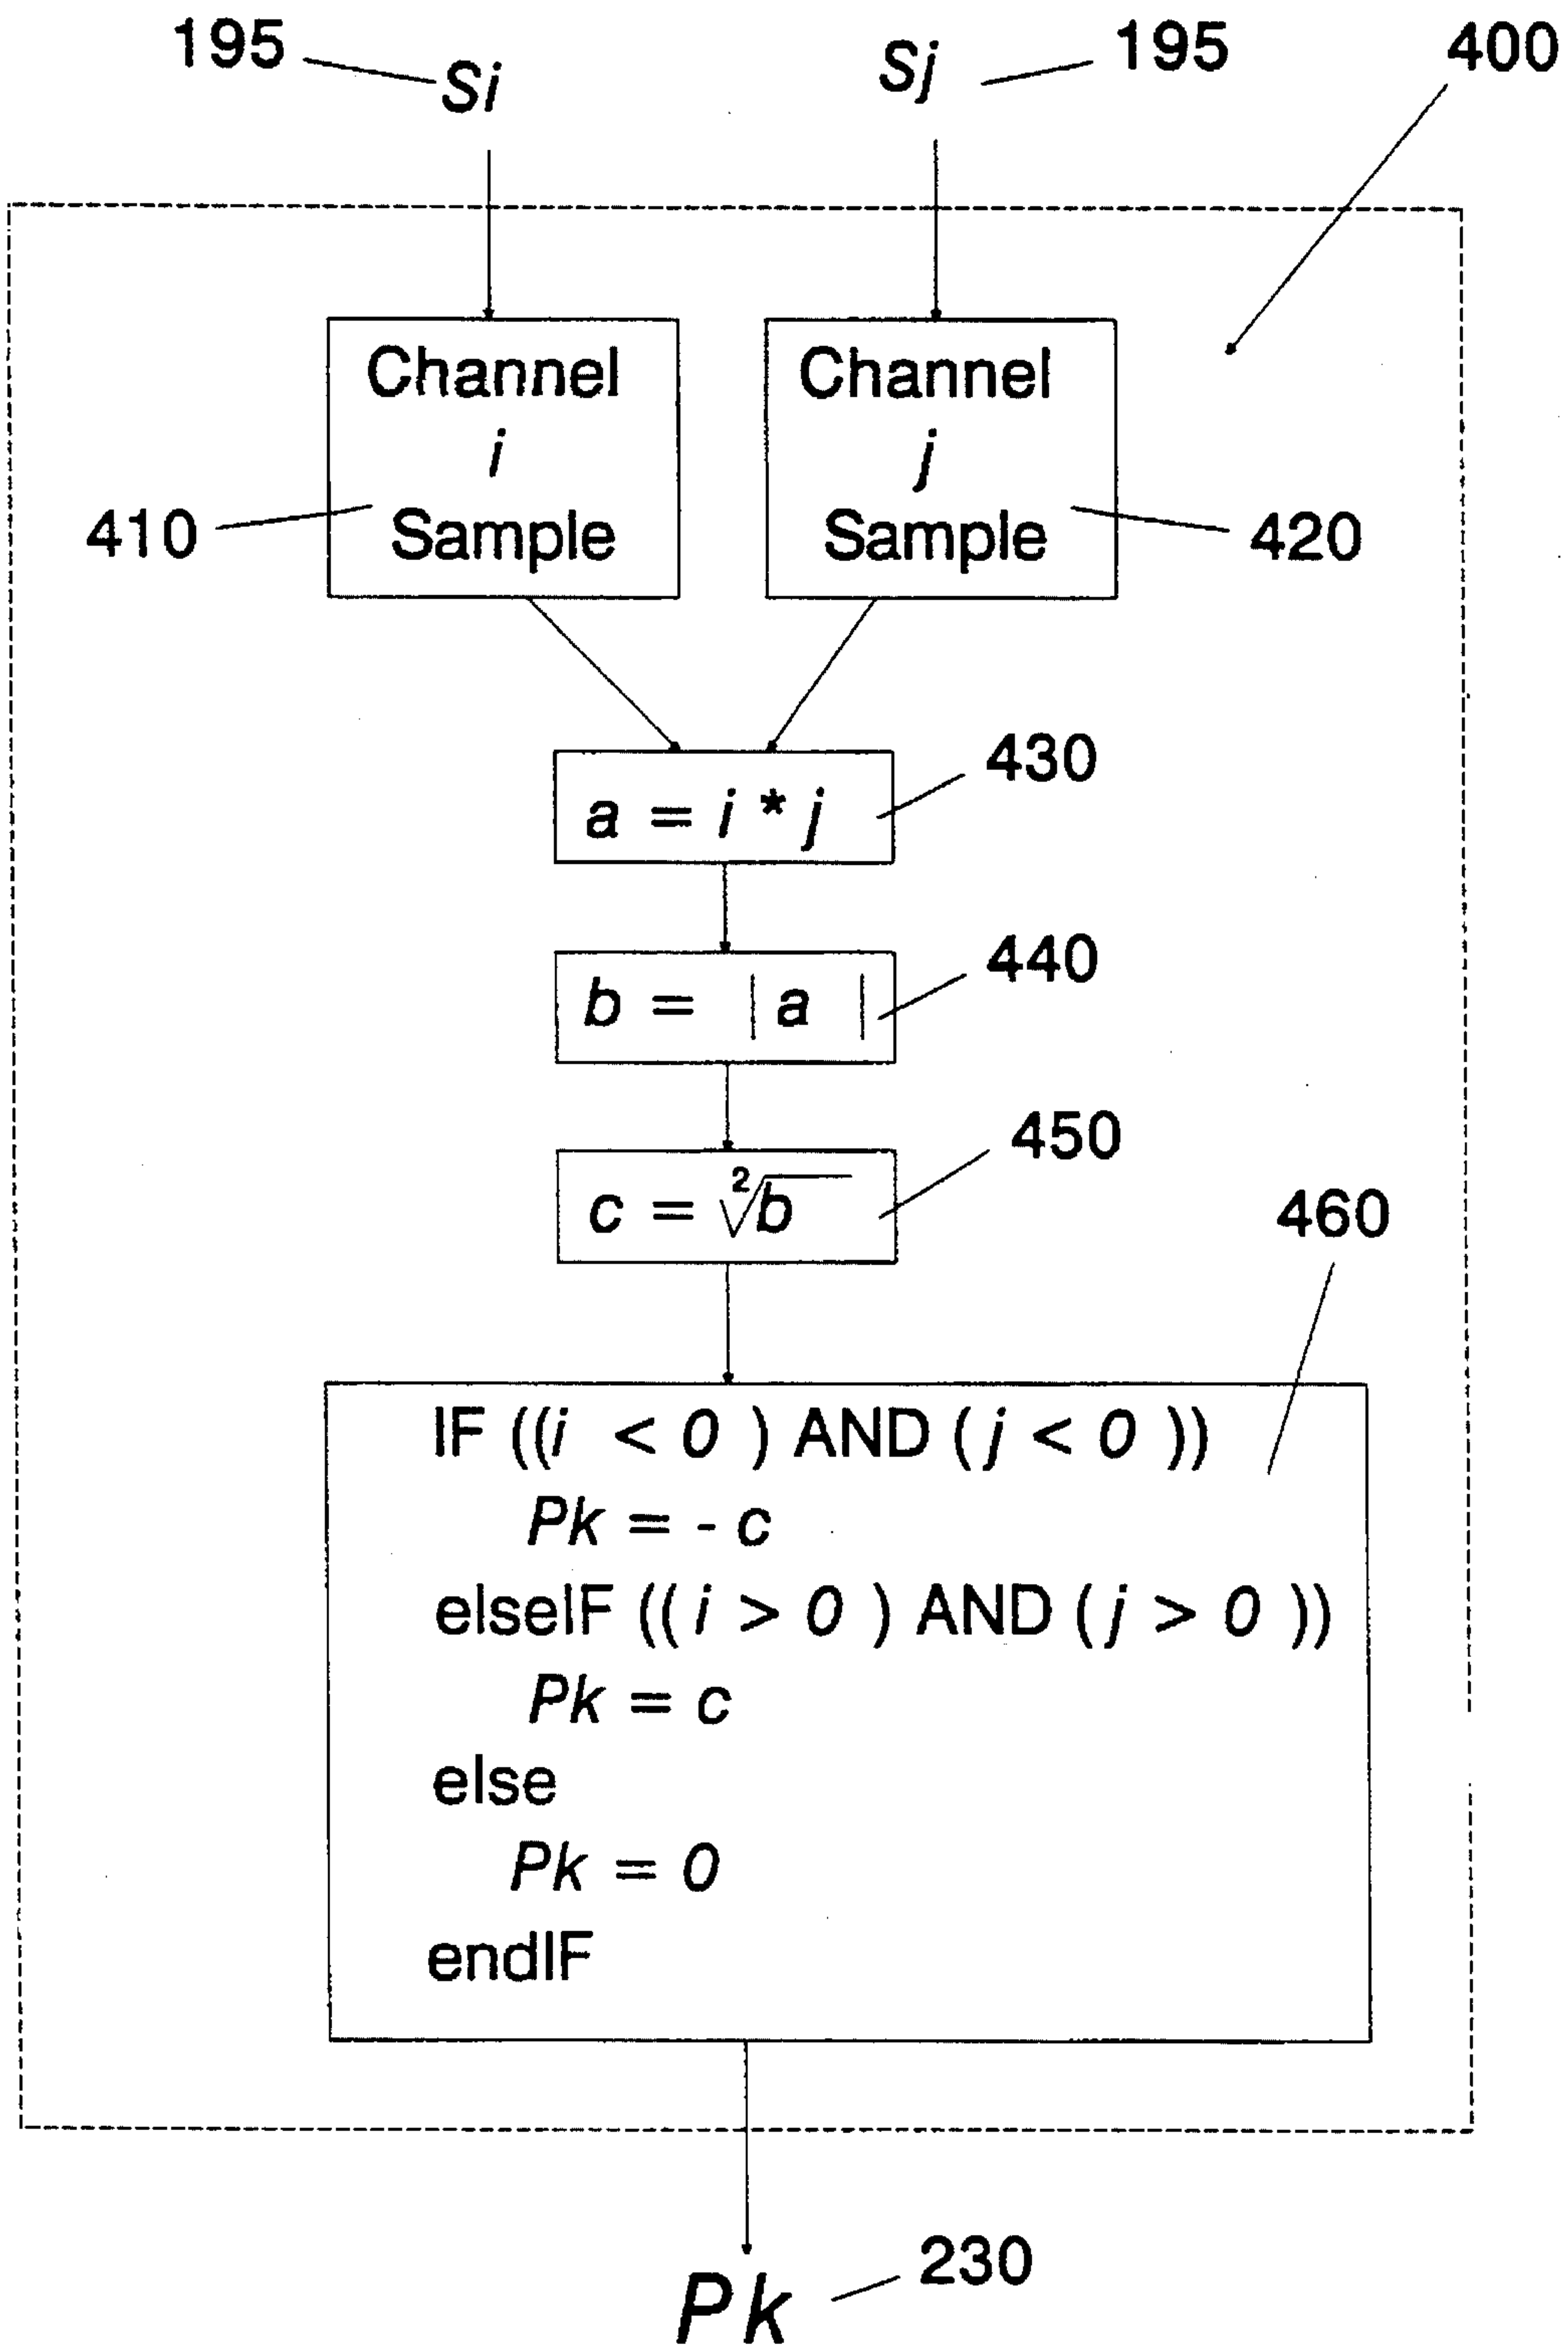 195 Si Sj 195 400
Channel
i
Sample
Channel
j
Sample
410
420
a = i * j
430
b = | a |
440
c = ²√b
450
460
IF ((i < 0 ) AND ( j < 0 ))
Pk = - c
elseIF (( i > 0 ) AND ( j > 0 ))
Pk = c
else
Pk = 0
endIF
Pk 230